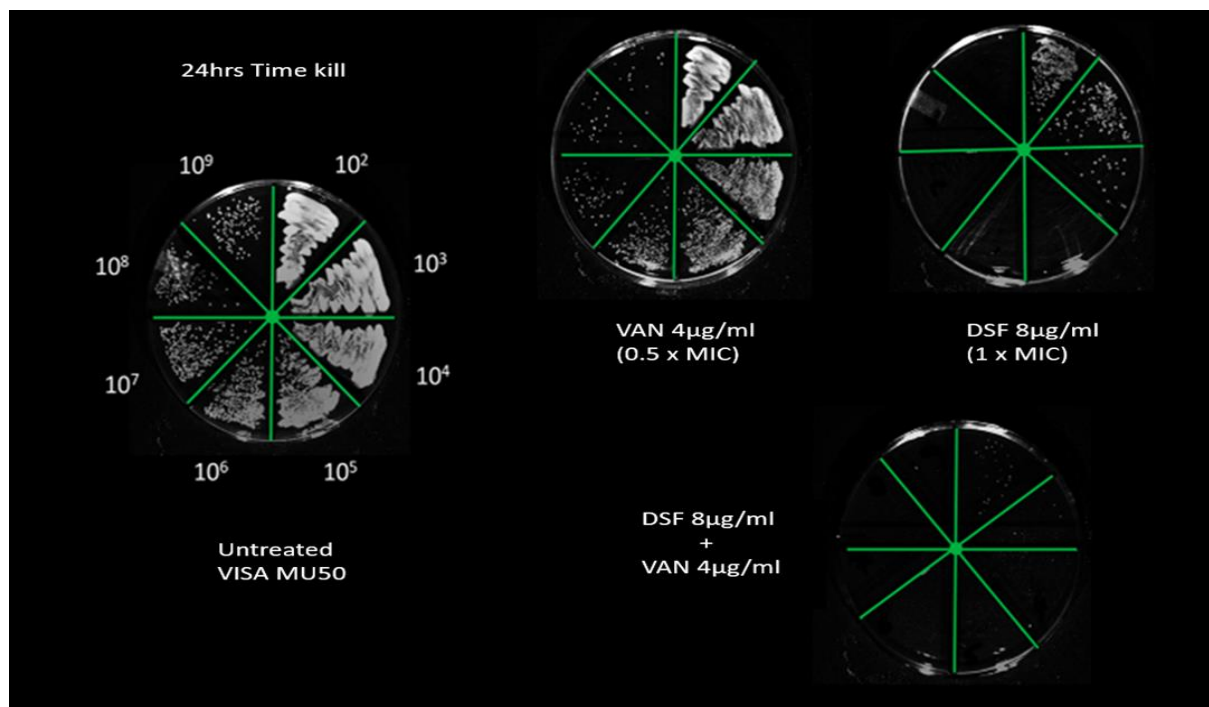 24hrs Time kill
10⁹
10²
10⁸
10³
10⁷
10⁴
10⁶
10⁵
Untreated
VISA MU50
VAN 4µg/ml
(0.5 x MIC)
DSF 8µg/ml
(1 x MIC)
DSF 8µg/ml
+
VAN 4µg/ml